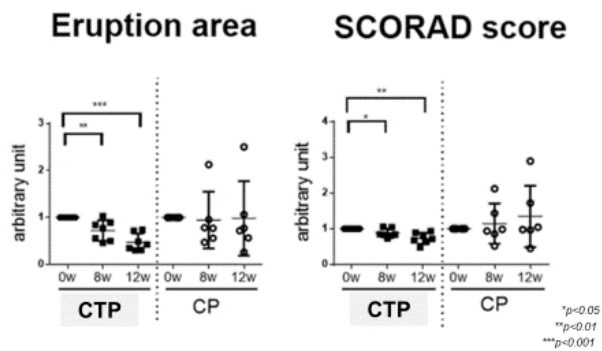 Eruption area
SCORAD score
***
**
3
2
1
0
arbitrary unit
0w 8w 12w 0w 8w 12w
CTP CP
**
*
4
3
2
1
0
arbitrary unit
0w 8w 12w 0w 8w 12w
CTP CP
*p<0.05
**p<0.01
***p<0.001